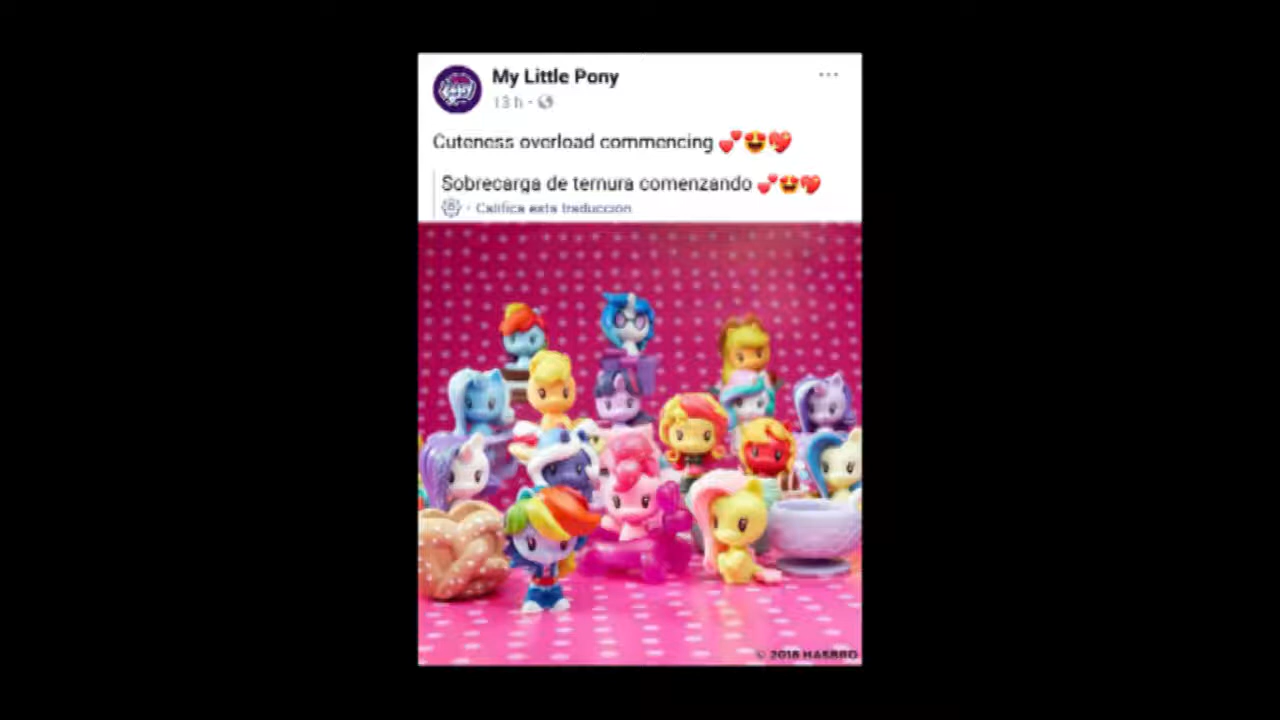 My Little Pony
13 h
Cuteness overload commencing 💕😍💖
Sobrecarga de ternura comenzando 💕😍💖
· Califica esta traducción
© 2018 HASBRO